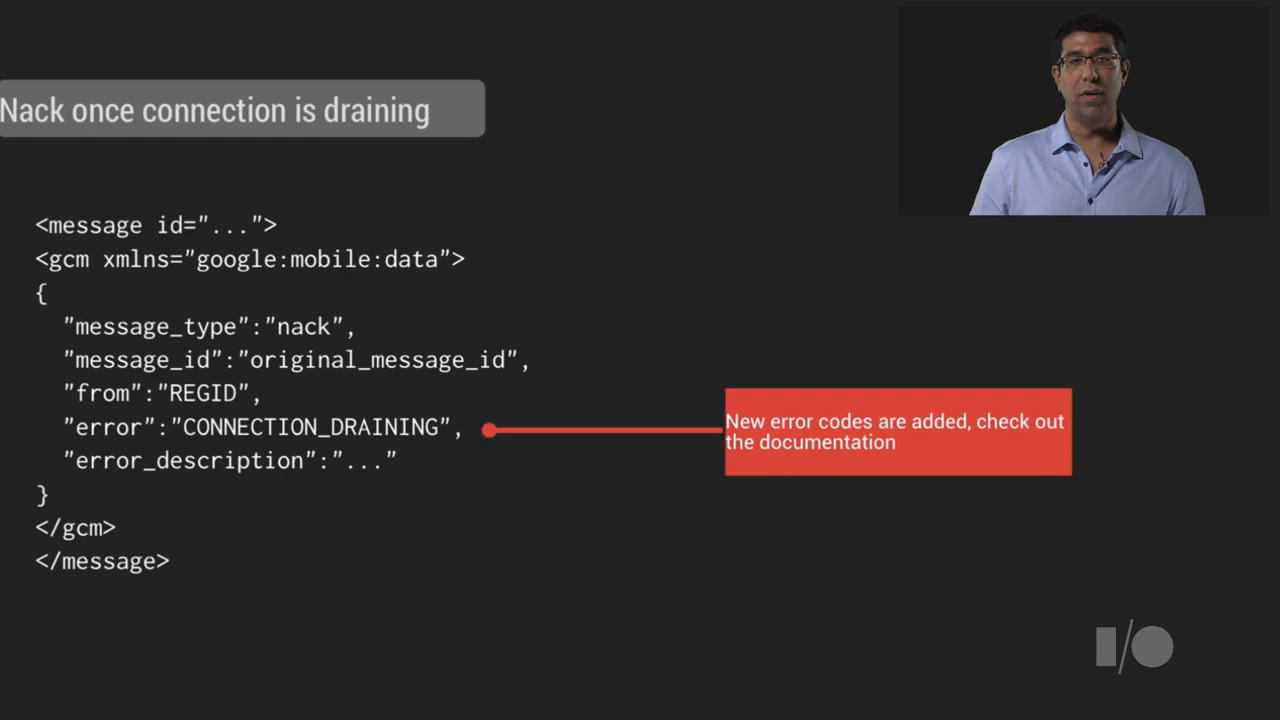 Nack once connection is draining
<message id="...">
<gcm xmlns="google:mobile:data">
{
"message_type":"nack",
"message_id":"original_message_id",
"from":"REGID",
"error":"CONNECTION_DRAINING",
"error_description":"..."
}
</gcm>
</message>
New error codes are added, check out
the documentation
I/O